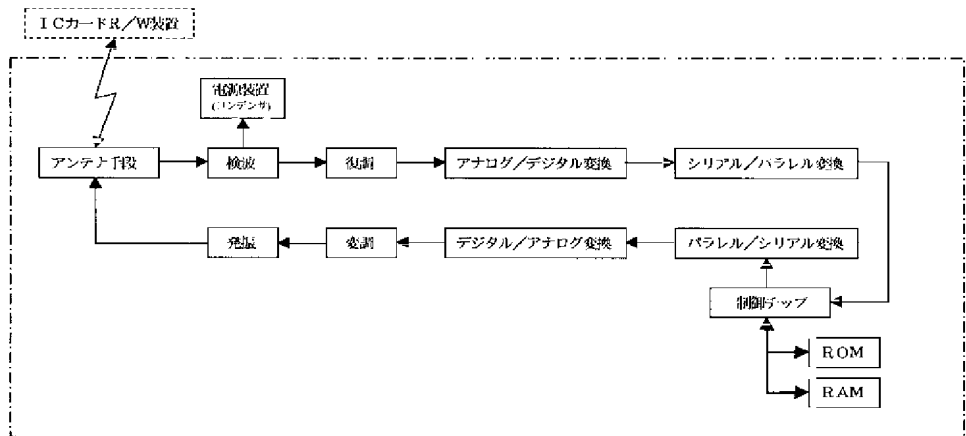 ＩＣカードＲ／Ｗ装置
電源装置
(コンデンサ)
アンテナ手段
検波
復調
アナログ／デジタル変換
シリアル／パラレル変換
発振
変調
デジタル／アナログ変換
パラレル／シリアル変換
制御チップ
ＲＯＭ
ＲＡＭ